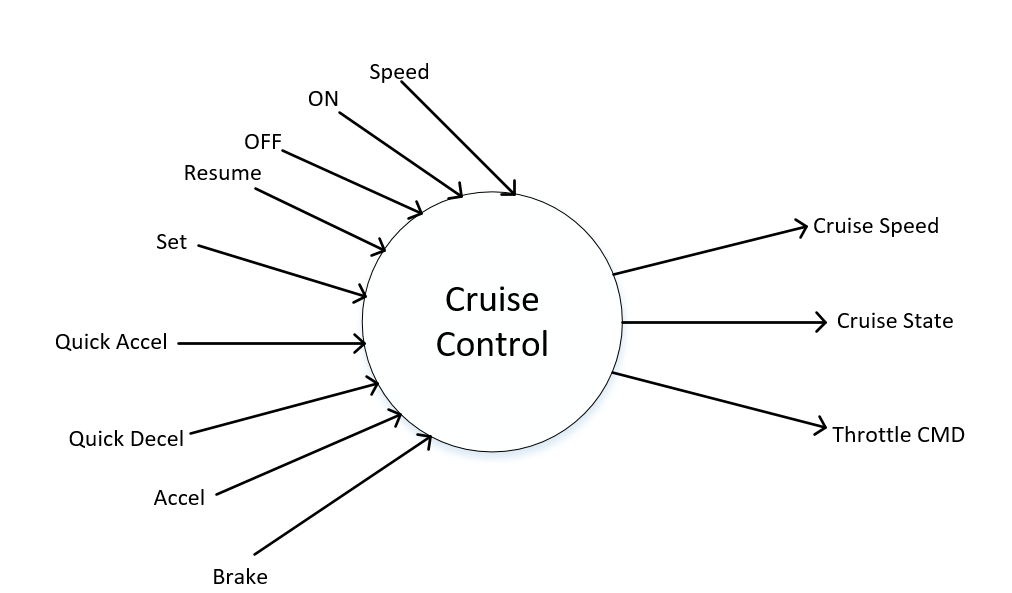 Speed
ON
OFF
Resume
Set
Quick Accel
Quick Decel
Accel
Brake
Cruise
Control
Cruise Speed
Cruise State
Throttle CMD